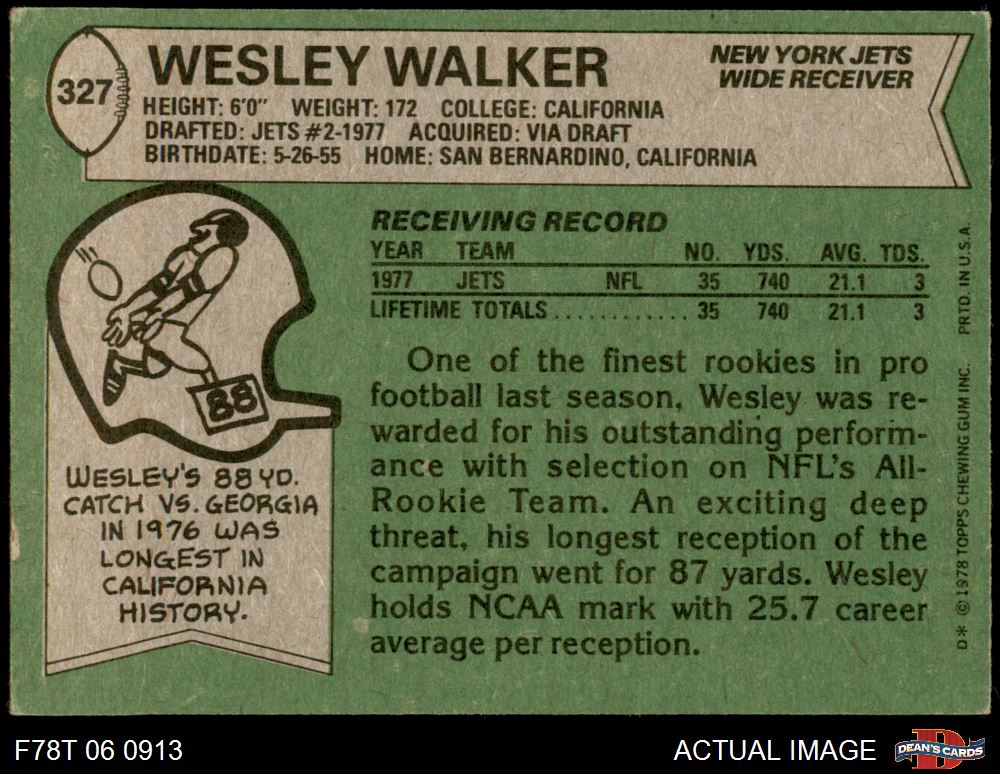 327
WESLEY WALKER
NEW YORK JETS
WIDE RECEIVER
HEIGHT: 6'0" WEIGHT: 172 COLLEGE: CALIFORNIA
DRAFTED: JETS #2-1977 ACQUIRED: VIA DRAFT
BIRTHDATE: 5-26-55 HOME: SAN BERNARDINO, CALIFORNIA
88
WESLEY'S 88 YD.
CATCH VS. GEORGIA
IN 1976 WAS
LONGEST IN
CALIFORNIA
HISTORY.
RECEIVING RECORD
YEAR TEAM NO. YDS. AVG. TDS.
1977 JETS NFL 35 740 21.1 3
LIFETIME TOTALS ............ 35 740 21.1 3
One of the finest rookies in pro
football last season, Wesley was re-
warded for his outstanding perform-
ance with selection on NFL's All-
Rookie Team. An exciting deep
threat, his longest reception of the
campaign went for 87 yards. Wesley
holds NCAA mark with 25.7 career
average per reception.
D* © 1978 TOPPS CHEWING GUM INC. PRTD. IN U.S.A.
F78T 06 0913
ACTUAL IMAGE
D
DEAN'S CARDS